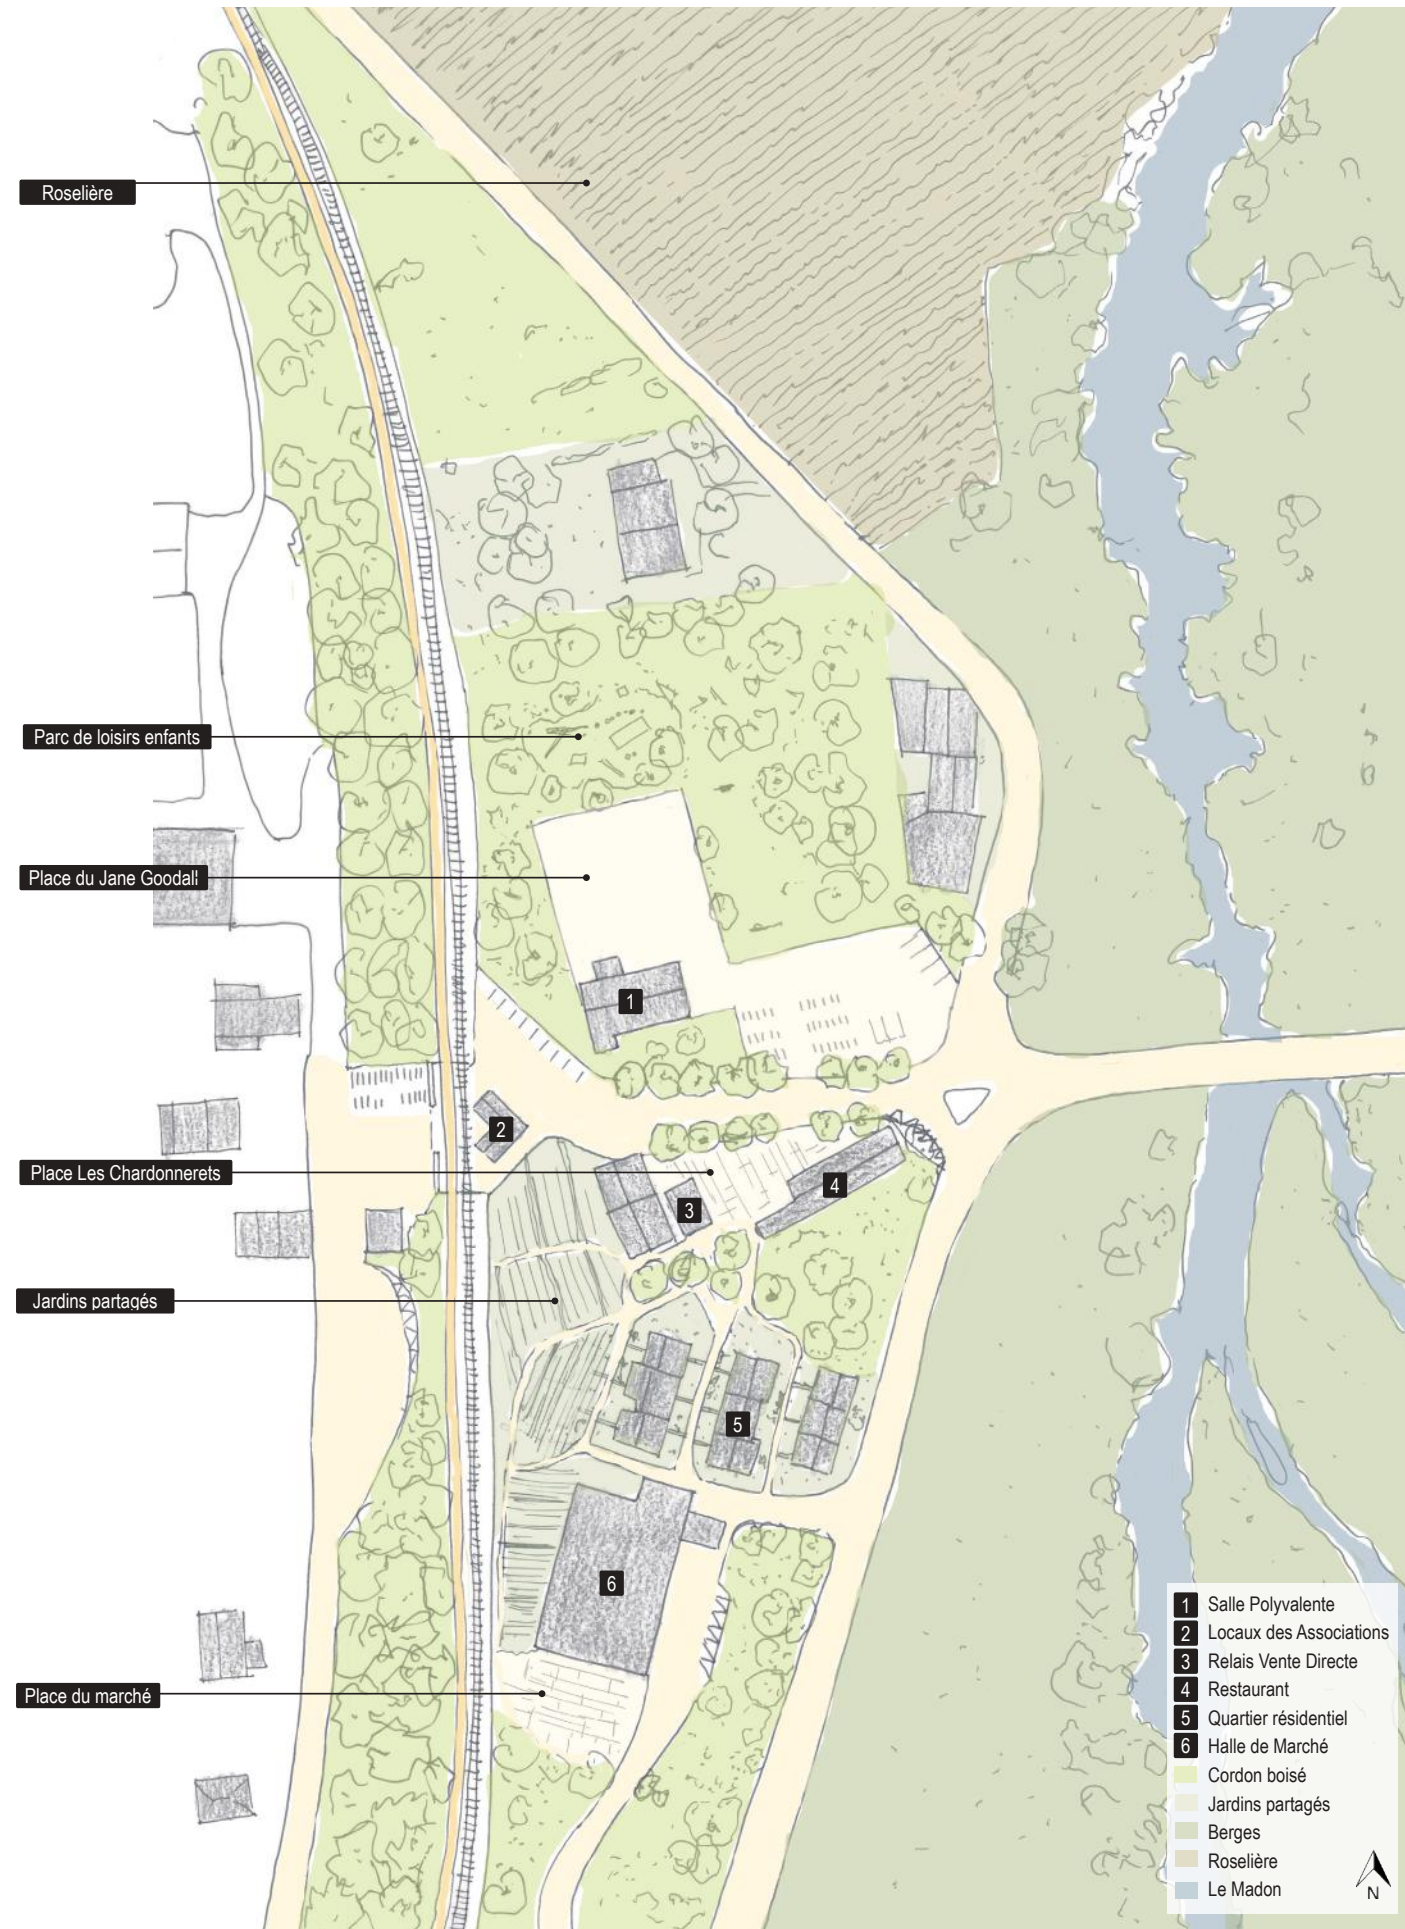 Roselière
Parc de loisirs enfants
Place du Jane Goodall
1
2
Place Les Chardonnerets
3
4
Jardins partagés
5
6
Place du marché
1 Salle Polyvalente
2 Locaux des Associations
3 Relais Vente Directe
4 Restaurant
5 Quartier résidentiel
6 Halle de Marché
Cordon boisé
Jardins partagés
Berges
Roselière
Le Madon
N